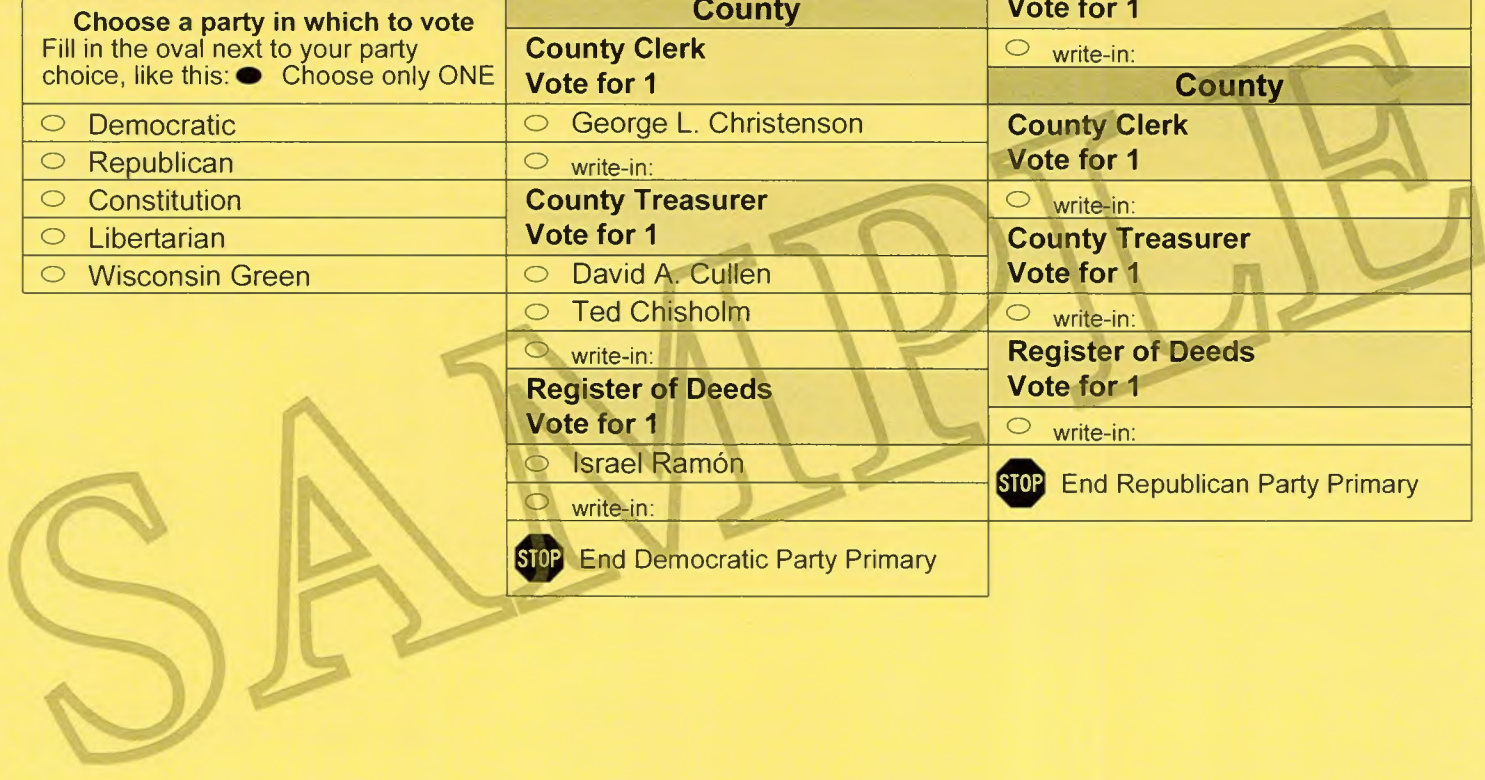 Choose a party in which to vote
Fill in the oval next to your party
choice, like this: Choose only ONE
Democratic
Republican
Constitution
Libertarian
Wisconsin Green
County
County Clerk
Vote for 1
George L. Christenson
write-in:
County Treasurer
Vote for 1
David A. Cullen
Ted Chisholm
write-in:
Register of Deeds
Vote for 1
Israel Ramón
write-in:
STOP End Democratic Party Primary
Vote for 1
write-in:
County
County Clerk
Vote for 1
write-in:
County Treasurer
Vote for 1
write-in:
Register of Deeds
Vote for 1
write-in:
STOP End Republican Party Primary
SAMPLE